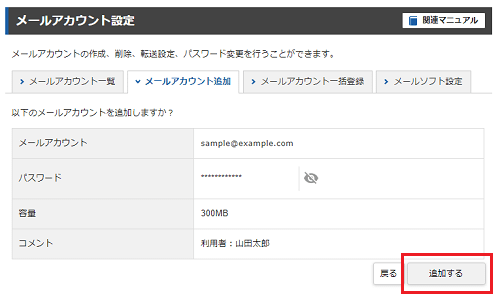 メールアカウント設定
関連マニュアル
メールアカウントの作成、削除、転送設定、パスワード変更を行うことができます。
メールアカウント一覧
メールアカウント追加
メールアカウント一括登録
メールソフト設定
以下のメールアカウントを追加しますか？
メールアカウント sample@example.com
パスワード ************
容量 300MB
コメント 利用者：山田太郎
戻る 追加する